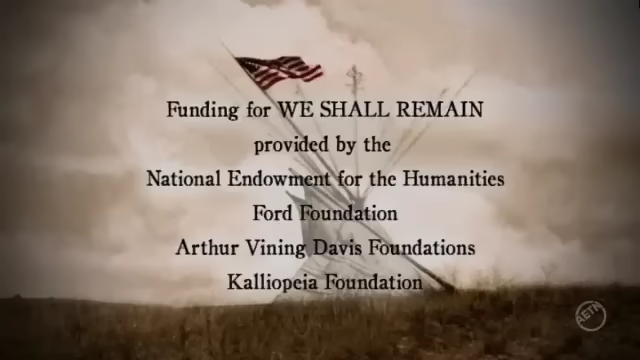 Funding for WE SHALL REMAIN
provided by the
National Endowment for the Humanities
Ford Foundation
Arthur Vining Davis Foundations
Kalliopeia Foundation
AETN